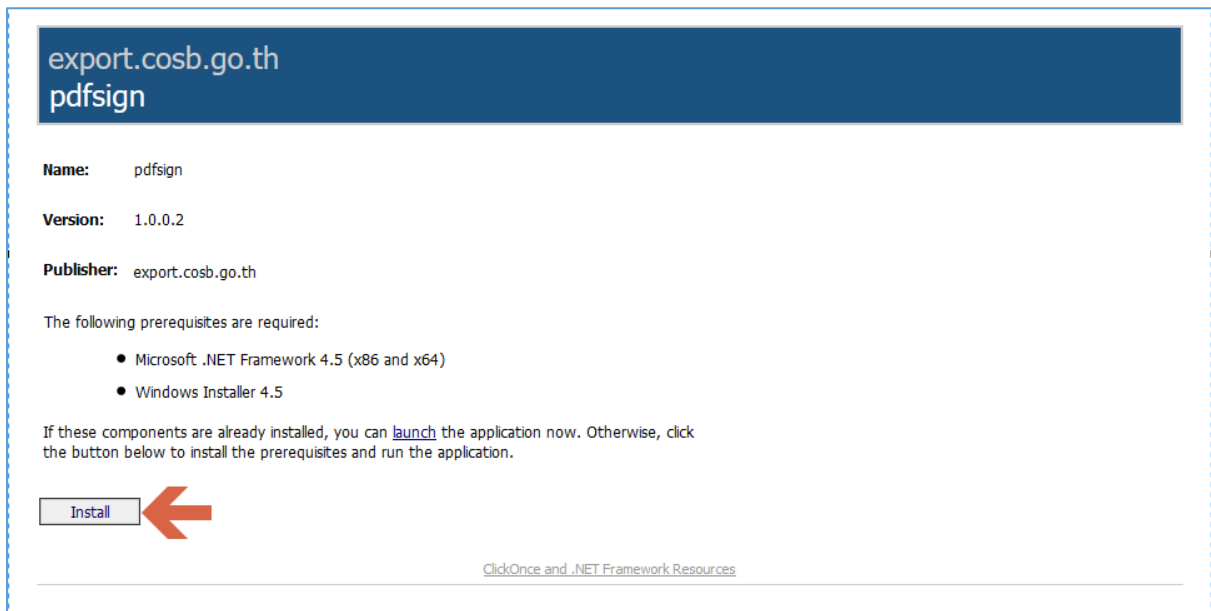 export.cosb.go.th
pdfsign
Name: pdfsign
Version: 1.0.0.2
Publisher: export.cosb.go.th
The following prerequisites are required:
● Microsoft .NET Framework 4.5 (x86 and x64)
● Windows Installer 4.5
If these components are already installed, you can launch the application now. Otherwise, click
the button below to install the prerequisites and run the application.
Install
ClickOnce and .NET Framework Resources